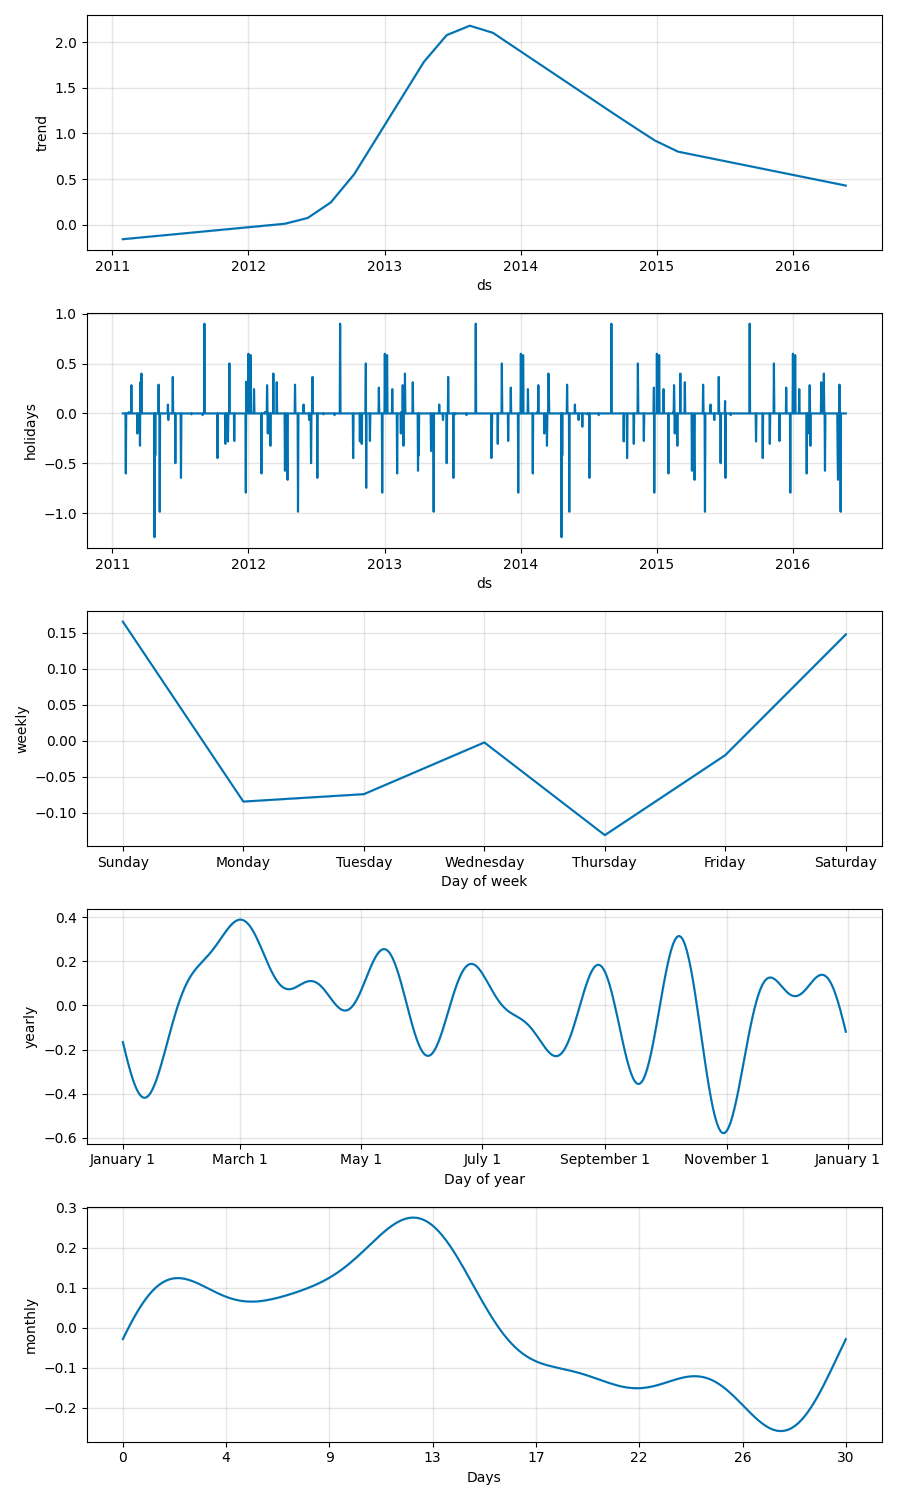 trend
2.0
1.5
1.0
0.5
0.0
2011 2012 2013 2014 2015 2016
ds
holidays
1.0
0.5
0.0
−0.5
−1.0
2011 2012 2013 2014 2015 2016
ds
weekly
0.15
0.10
0.05
0.00
−0.05
−0.10
Sunday Monday Tuesday Wednesday Thursday Friday Saturday
Day of week
yearly
0.4
0.2
0.0
−0.2
−0.4
−0.6
January 1 March 1 May 1 July 1 September 1 November 1 January 1
Day of year
monthly
0.3
0.2
0.1
0.0
−0.1
−0.2
0 4 9 13 17 22 26 30
Days